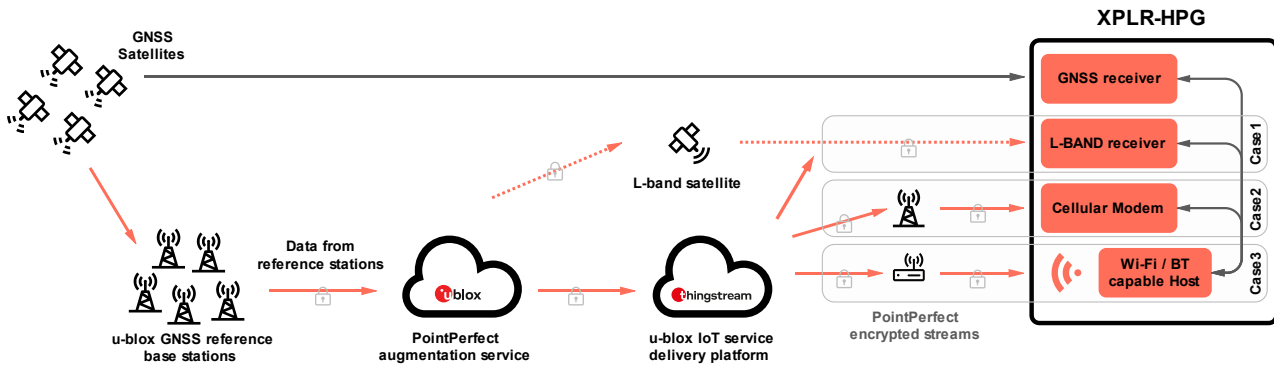 XPLR-HPG
GNSS
Satellites
GNSS receiver
L-BAND receiver
Case1
L-band satellite
Cellular Modem
Case2
Data from
reference stations
ublox
thingstream
Wi-Fi / BT
capable Host
Case3
u-blox GNSS reference
base stations
PointPerfect
augmentation service
u-blox IoT service
delivery platform
PointPerfect
encrypted streams